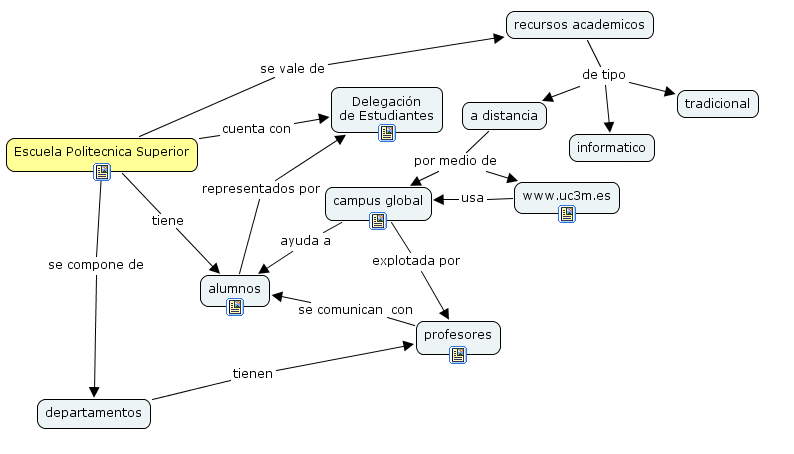 recursos academicos
se vale de
de tipo
tradicional
Delegación
de Estudiantes
a distancia
cuenta con
informatico
Escuela Politecnica Superior
por medio de
representados por
campus global
usa
www.uc3m.es
tiene
ayuda a
se compone de
explotada por
alumnos
se comunican  con
profesores
tienen
departamentos